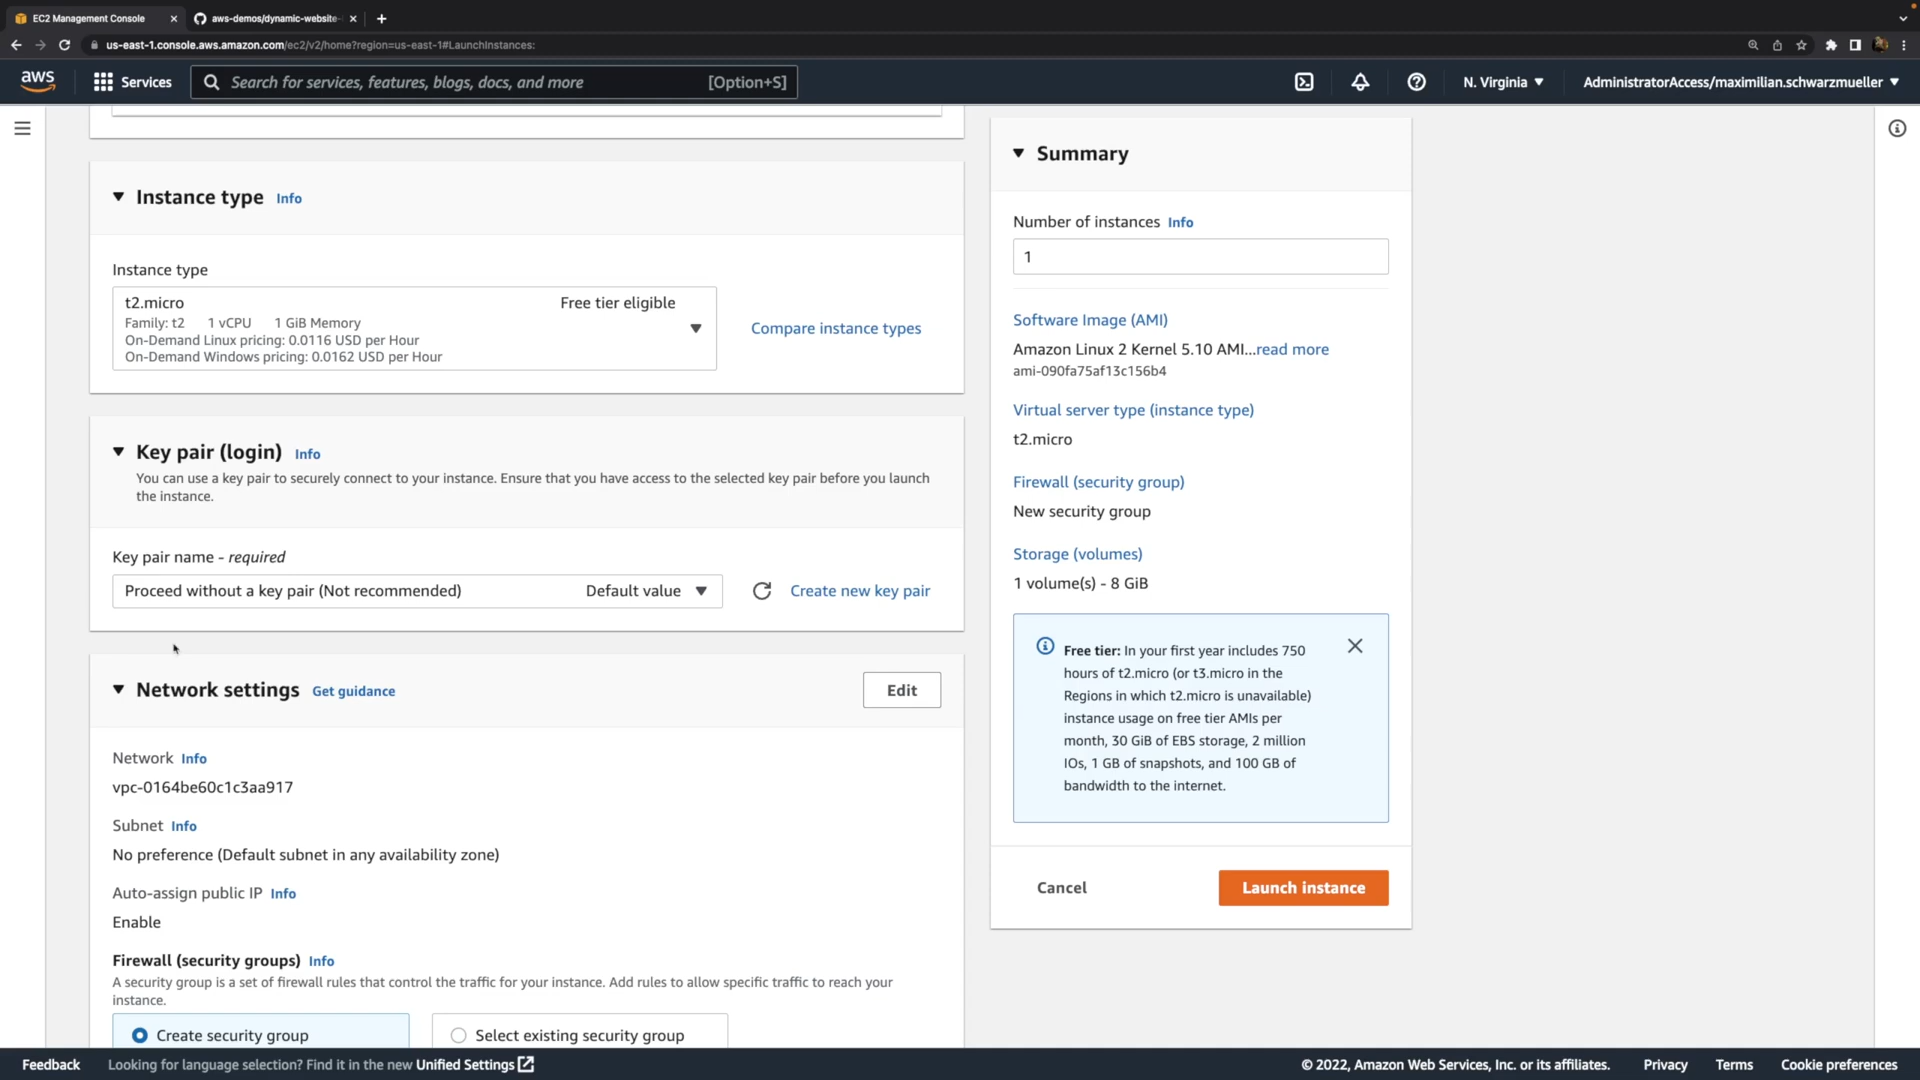 EC2 Management Console
aws-demos/dynamic-website-
us-east-1.console.aws.amazon.com/ec2/v2/home?region=us-east-1#LaunchInstances:
aws
Services
Search for services, features, blogs, docs, and more
[Option+S]
N. Virginia
AdministratorAccess/maximilian.schwarzmueller
Instance type Info
Instance type
t2.micro
Free tier eligible
Family: t2 1 vCPU 1 GiB Memory
On-Demand Linux pricing: 0.0116 USD per Hour
On-Demand Windows pricing: 0.0162 USD per Hour
Compare instance types
Key pair (login) Info
You can use a key pair to securely connect to your instance. Ensure that you have access to the selected key pair before you launch
the instance.
Key pair name - required
Proceed without a key pair (Not recommended)
Default value
Create new key pair
Network settings Get guidance
Edit
Network Info
vpc-0164be60c1c3aa917
Subnet Info
No preference (Default subnet in any availability zone)
Auto-assign public IP Info
Enable
Firewall (security groups) Info
A security group is a set of firewall rules that control the traffic for your instance. Add rules to allow specific traffic to reach your
instance.
Create security group
Select existing security group
Summary
Number of instances Info
1
Software Image (AMI)
Amazon Linux 2 Kernel 5.10 AMI...read more
ami-090fa75af13c156b4
Virtual server type (instance type)
t2.micro
Firewall (security group)
New security group
Storage (volumes)
1 volume(s) - 8 GiB
Free tier: In your first year includes 750
hours of t2.micro (or t3.micro in the
Regions in which t2.micro is unavailable)
instance usage on free tier AMIs per
month, 30 GiB of EBS storage, 2 million
IOs, 1 GB of snapshots, and 100 GB of
bandwidth to the internet.
Cancel
Launch instance
Feedback
Looking for language selection? Find it in the new Unified Settings
© 2022, Amazon Web Services, Inc. or its affiliates.
Privacy
Terms
Cookie preferences